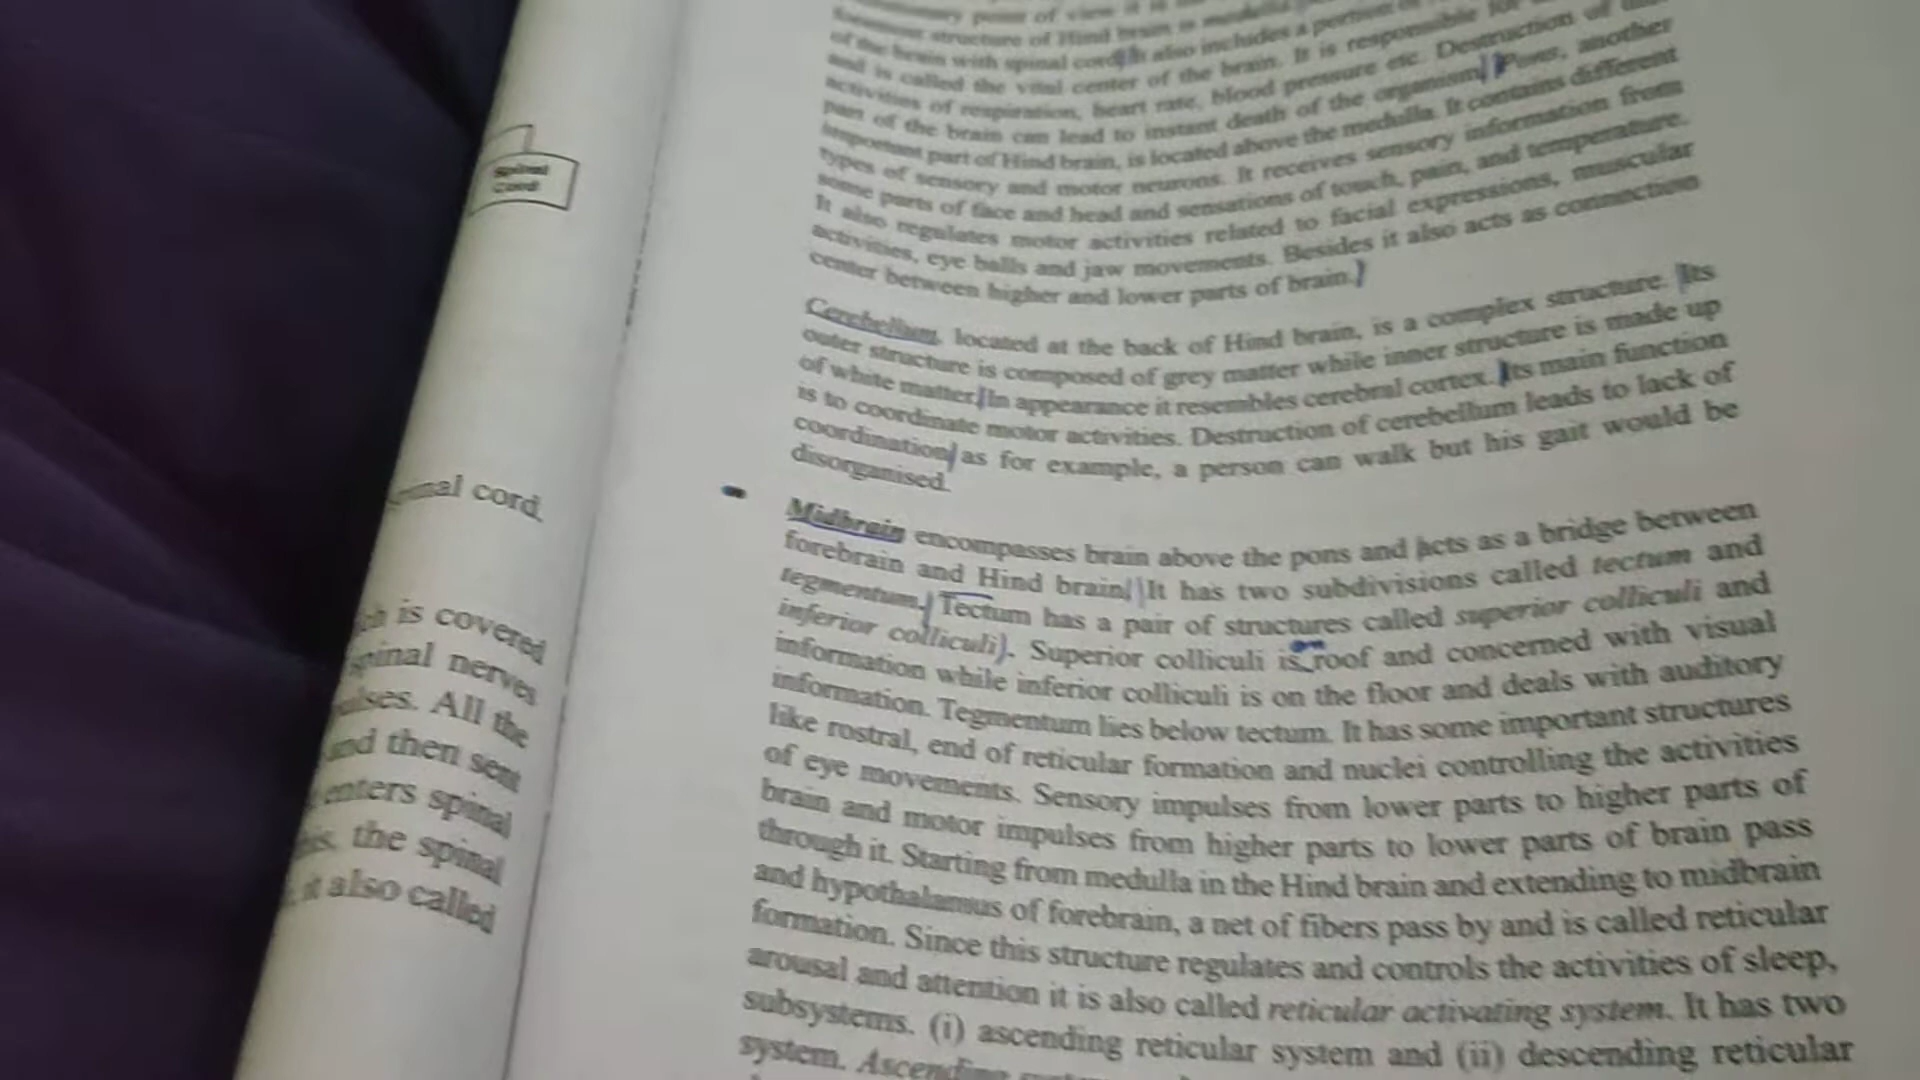 Spinal
Cord
spinal cord.
is covered
spinal nerves
All the
and then sent
enters spinal
the spinal
it also called
point of view it is
structure of Hind brain is medulla
of the brain with spinal cord. It also includes a portion of
and is called the vital center of the brain. It is responsible for
activities of respiration, heart rate, blood pressure etc. Destruction of
part of the brain can lead to instant death of the organism. Pons, another
important part of Hind brain, is located above the medulla. It contains different
types of sensory and motor neurons. It receives sensory information from
some parts of face and head and sensations of touch, pain, and temperature.
It also regulates motor activities related to facial expressions, muscular
activities, eye balls and jaw movements. Besides it also acts as connection
center between higher and lower parts of brain.
Cerebellum, located at the back of Hind brain, is a complex structure. Its
outer structure is composed of grey matter while inner structure is made up
of white matter. In appearance it resembles cerebral cortex. Its main function
is to coordinate motor activities. Destruction of cerebellum leads to lack of
coordination as for example, a person can walk but his gait would be
disorganised.
Midbrain encompasses brain above the pons and acts as a bridge between
forebrain and Hind brain. It has two subdivisions called tectum and
tegmentum. Tectum has a pair of structures called superior colliculi and
inferior colliculi). Superior colliculi is roof and concerned with visual
information while inferior colliculi is on the floor and deals with auditory
information. Tegmentum lies below tectum. It has some important structures
like rostral, end of reticular formation and nuclei controlling the activities
of eye movements. Sensory impulses from lower parts to higher parts of
brain and motor impulses from higher parts to lower parts of brain pass
through it. Starting from medulla in the Hind brain and extending to midbrain
and hypothalamus of forebrain, a net of fibers pass by and is called reticular
formation. Since this structure regulates and controls the activities of sleep,
arousal and attention it is also called reticular activating system. It has two
subsystems. (i) ascending reticular system and (ii) descending reticular
system. Ascending